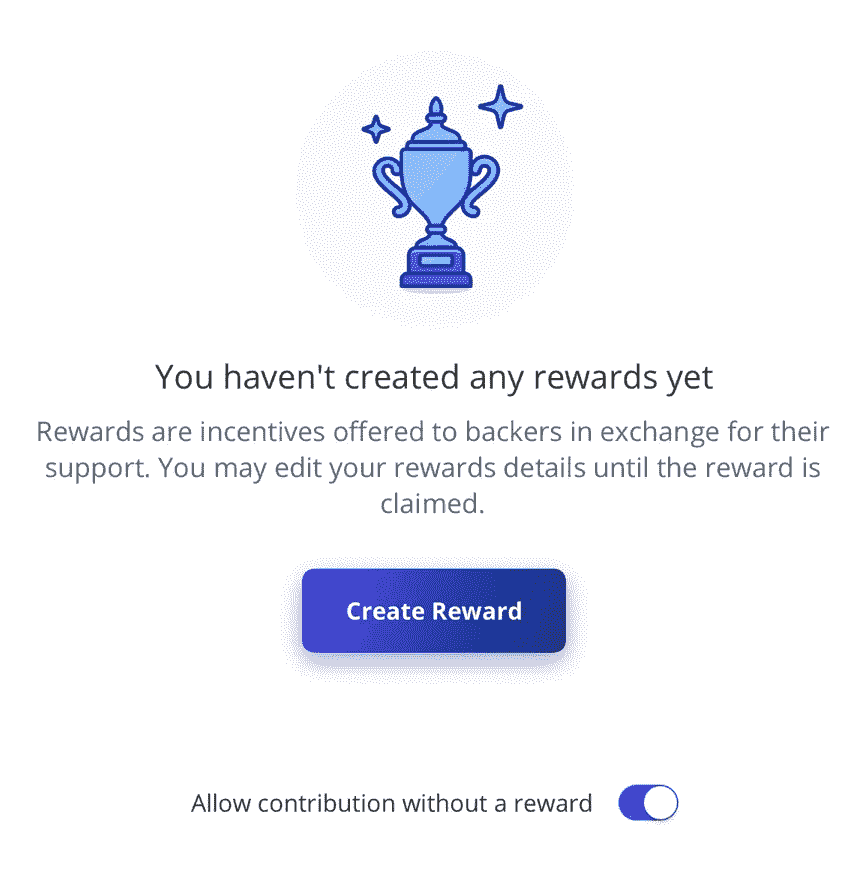 You haven't created any rewards yet
Rewards are incentives offered to backers in exchange for their
support. You may edit your rewards details until the reward is
claimed.
Create Reward
Allow contribution without a reward